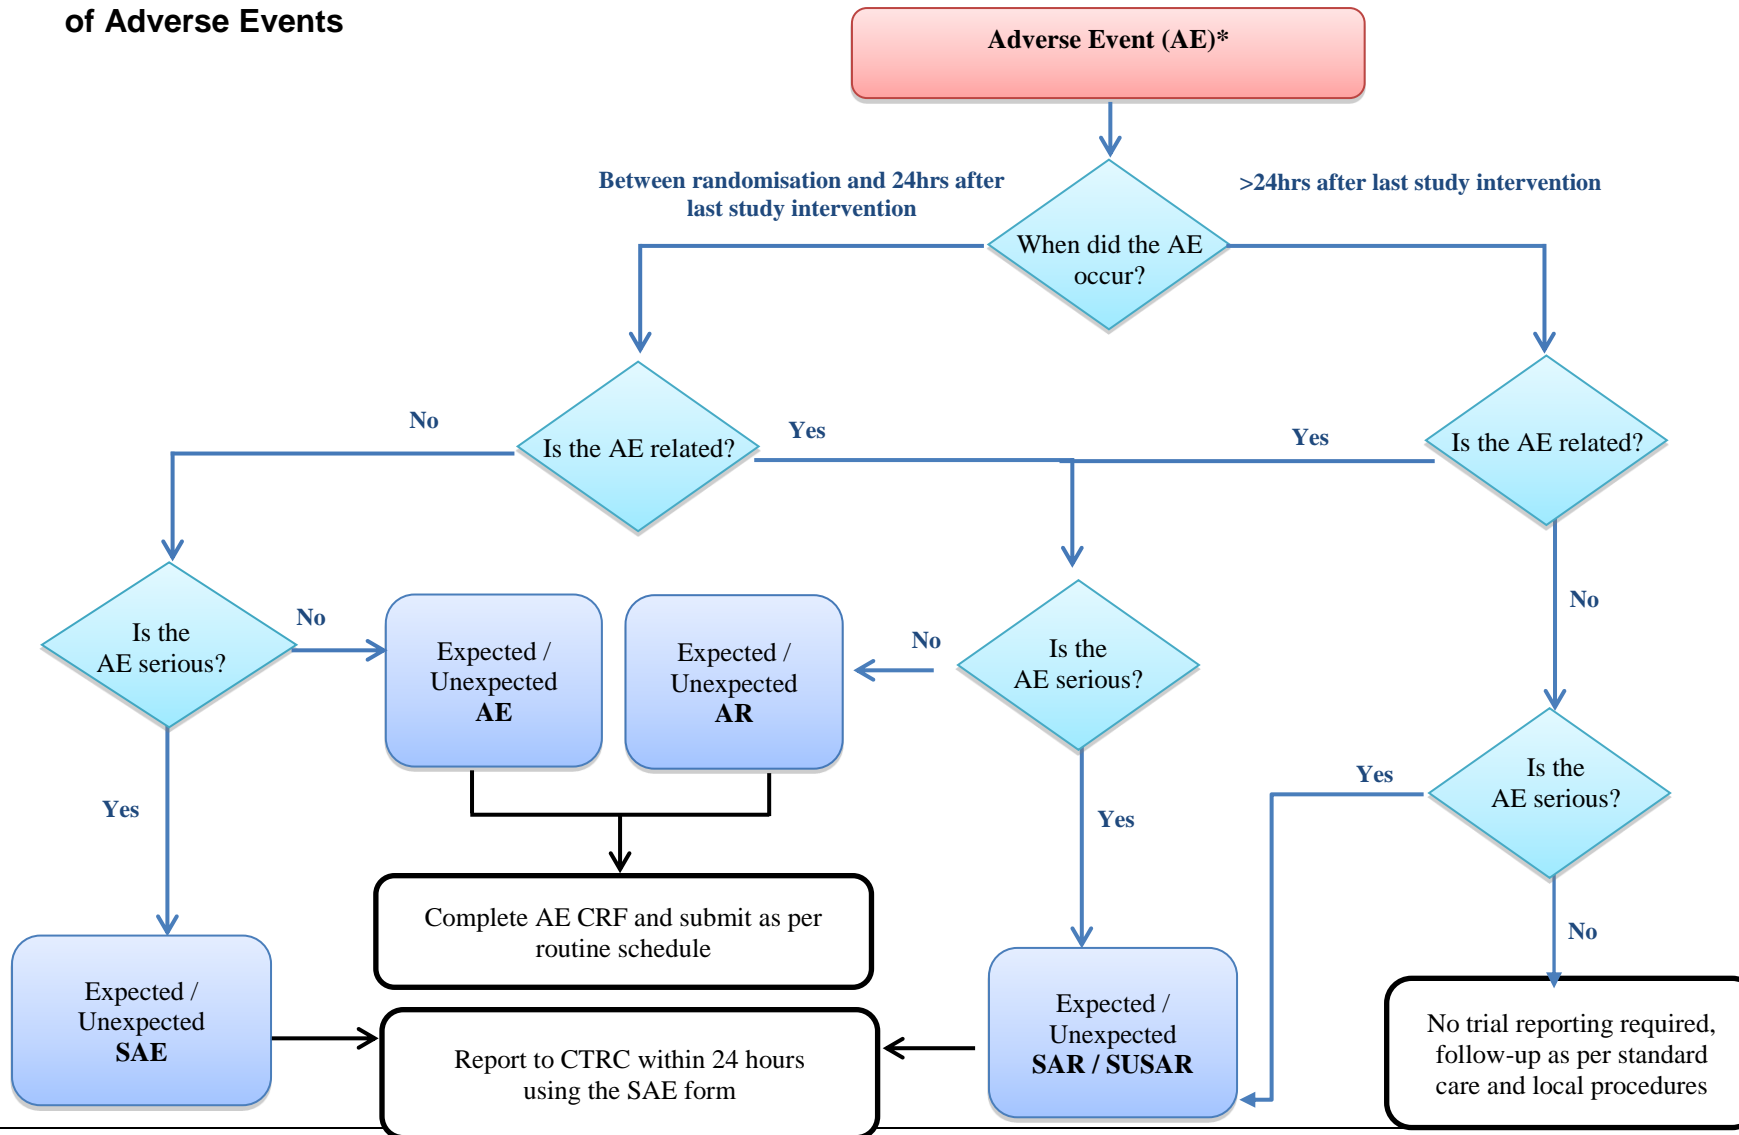 of Adverse Events
Adverse Event (AE)*
Between randomisation and 24hrs after
last study intervention
>24hrs after last study intervention
When did the AE
occur?
No
Is the AE related?
Yes
Yes
Is the AE related?
Is the
AE serious?
No
Expected /
Unexpected
AE
Expected /
Unexpected
AR
No
Is the
AE serious?
No
Yes
Yes
Yes
Is the
AE serious?
Complete AE CRF and submit as per
routine schedule
No
Expected /
Unexpected
SAE
Report to CTRC within 24 hours
using the SAE form
Expected /
Unexpected
SAR / SUSAR
No trial reporting required,
follow-up as per standard
care and local procedures